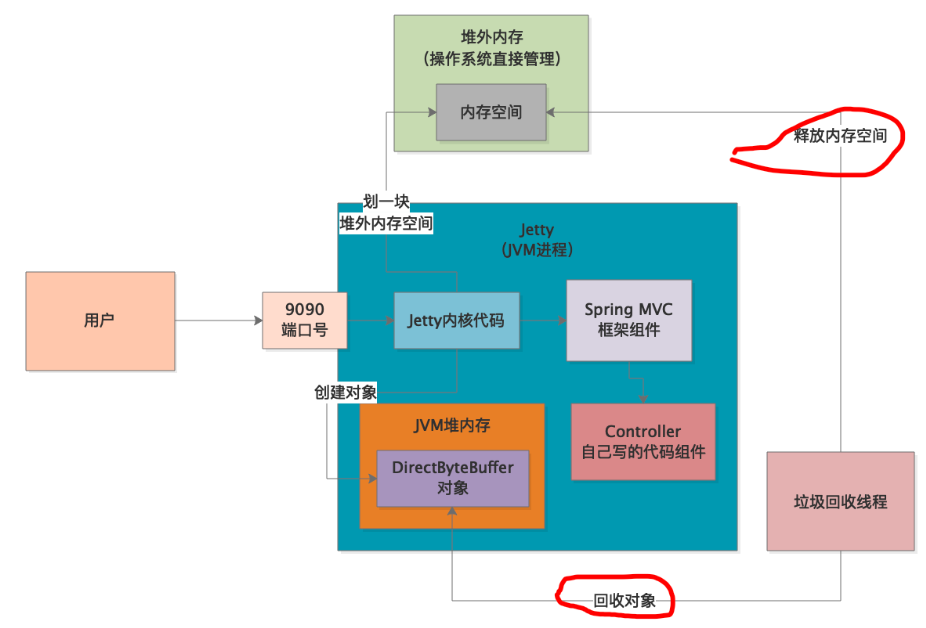 堆外内存
（操作系统直接管理）
内存空间
释放内存空间
划一块
堆外内存空间
Jetty
（JVM进程）
用户
9090
端口号
Jetty内核代码
Spring MVC
框架组件
创建对象
JVM堆内存
DirectByteBuffer
对象
Controller
自己写的代码组件
垃圾回收线程
回收对象